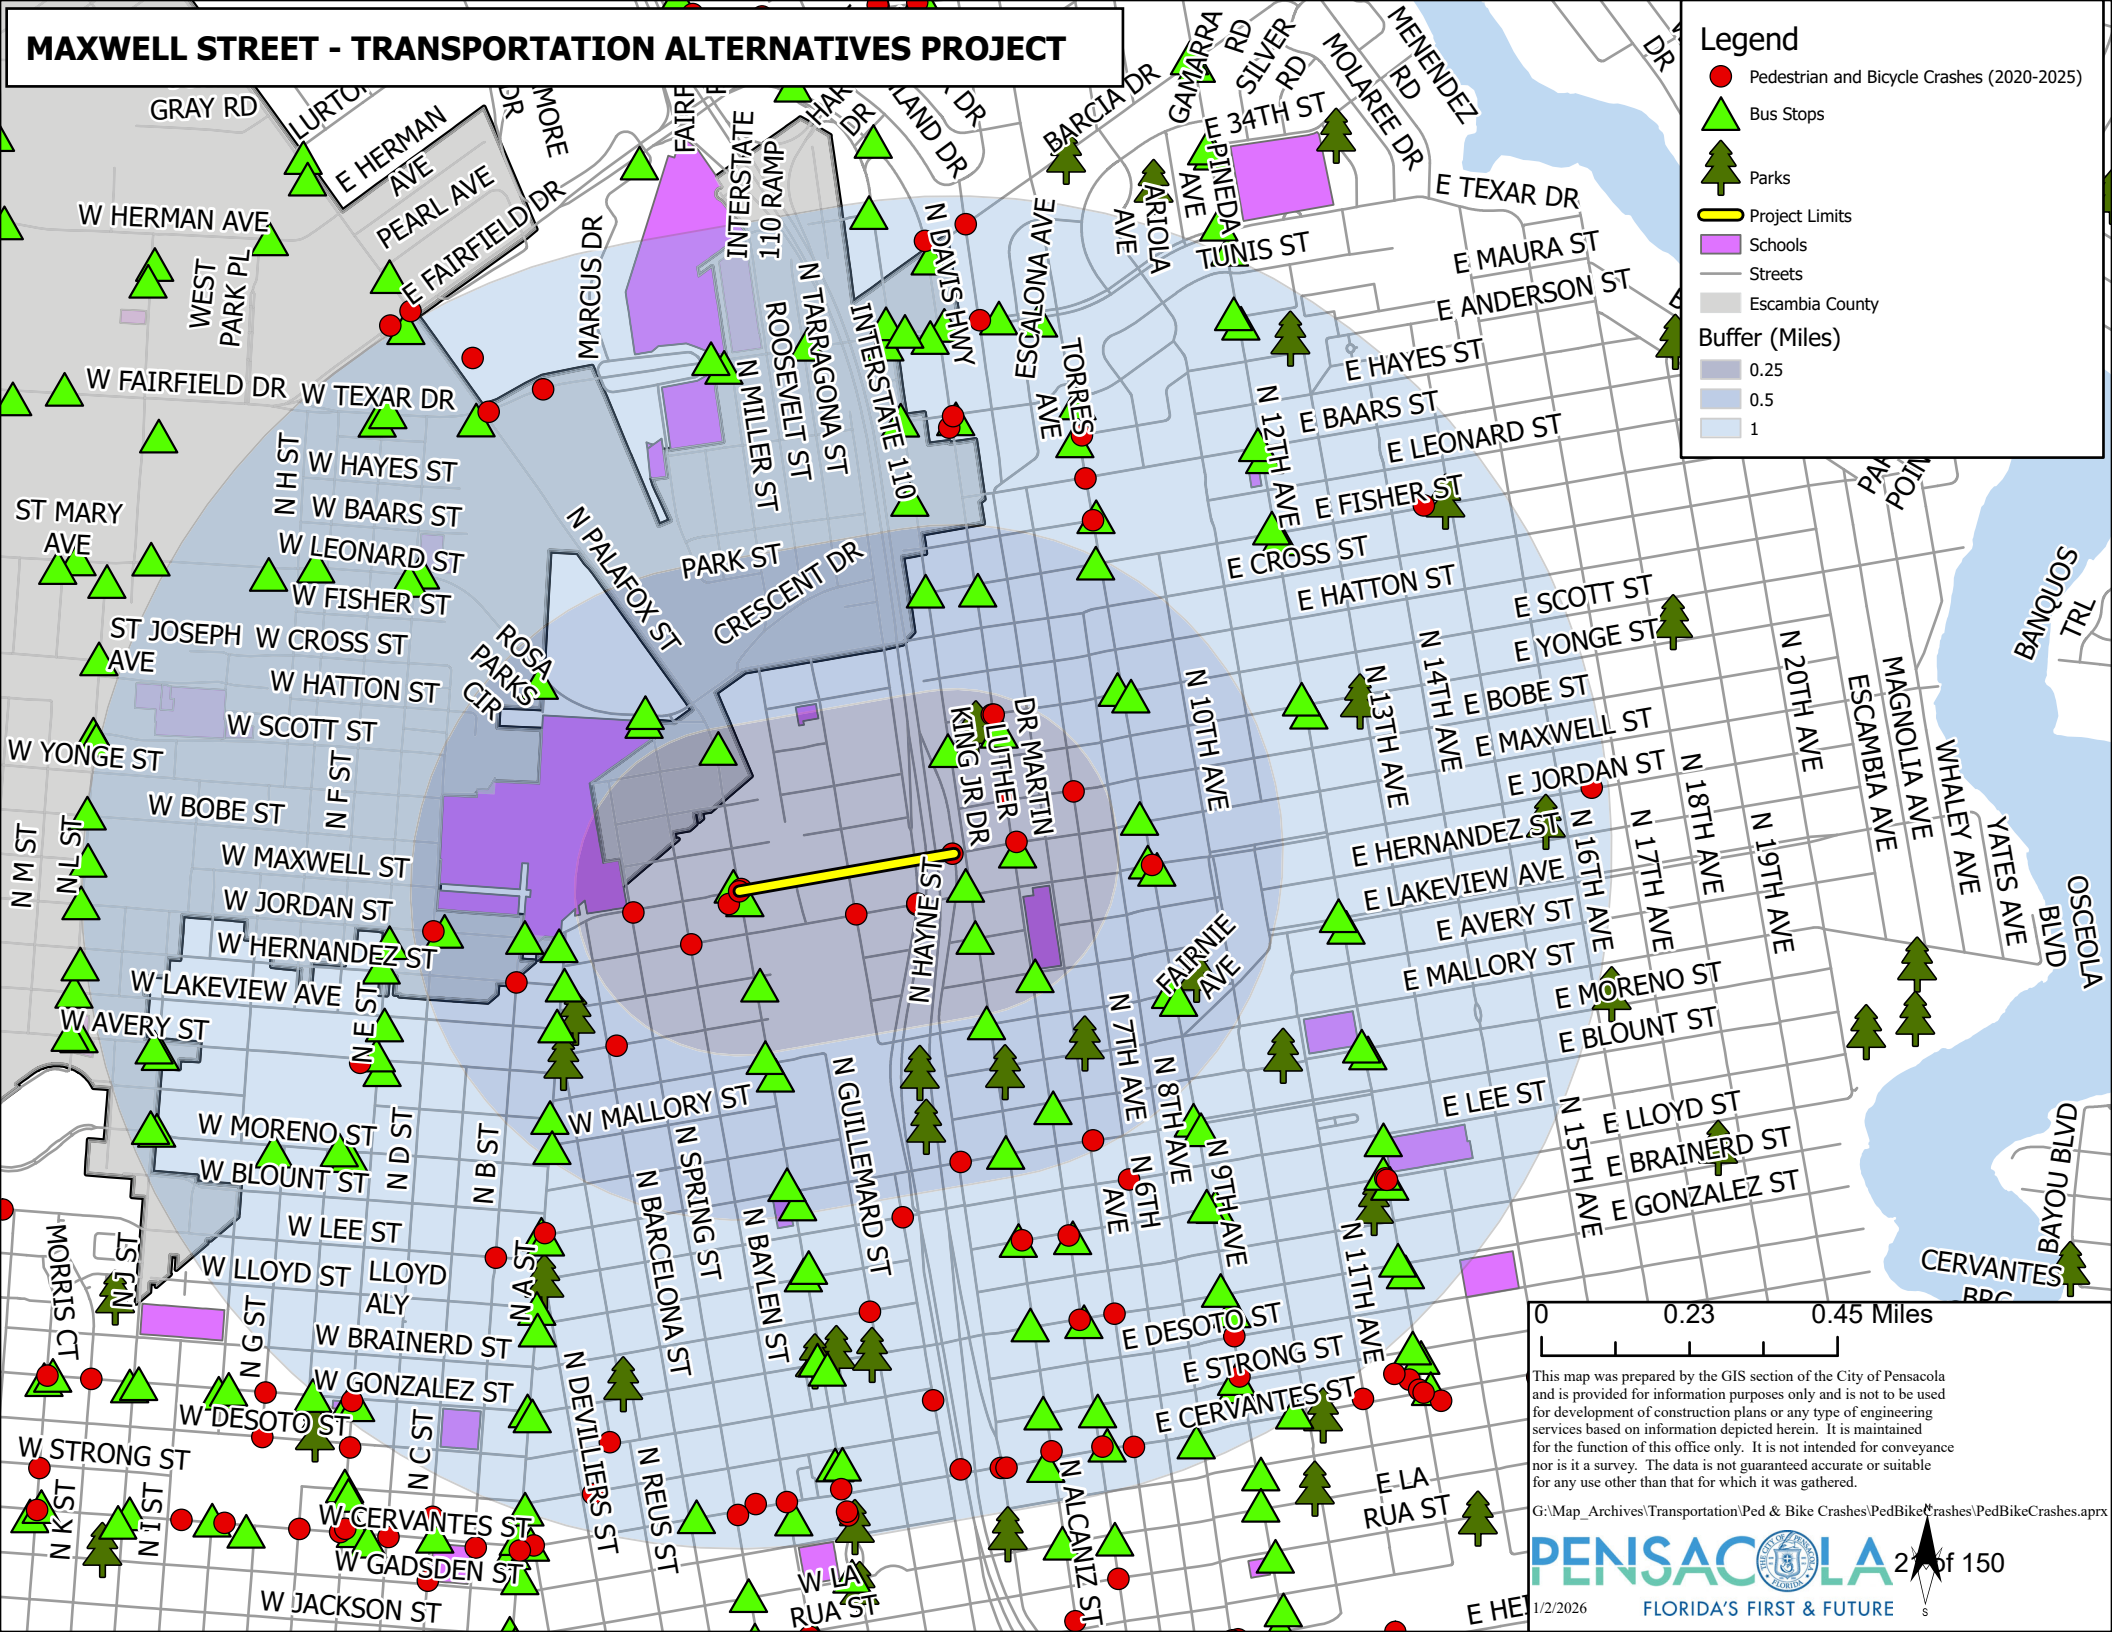 MAXWELL STREET - TRANSPORTATION ALTERNATIVES PROJECT
Legend
Pedestrian and Bicycle Crashes (2020-2025)
Bus Stops
Parks
Project Limits
Schools
Streets
Escambia County
Buffer (Miles)
0.25
0.5
1
GRAY RD
E HERMAN
AVE
PEARL AVE
E FAIRFIELD DR
W HERMAN AVE
WEST
PARK PL
MARCUS DR
INTERSTATE
110 RAMP
BARCIA DR
GAMARRA
RD
SILVER
RD
MOLAREE DR
MENENDEZ
RD
E 34TH ST
PINEDA
AVE
ARIOLA
AVE
E TEXAR DR
TUNIS ST
E MAURA ST
E ANDERSON ST
N DAVIS HWY
ESCALONA AVE
TORRES
AVE
N TARRAGONA ST
ROOSEVELT ST
N MILLER ST
INTERSTATE 110
W FAIRFIELD DR
W TEXAR DR
E HAYES ST
E BAARS ST
E LEONARD ST
N 12TH AVE
E FISHER ST
E CROSS ST
E HATTON ST
N H ST
W HAYES ST
W BAARS ST
W LEONARD ST
W FISHER ST
ST MARY
AVE
N PALAFOX ST
PARK ST
CRESCENT DR
ST JOSEPH
AVE
W CROSS ST
ROSA
PARKS
CIR
W HATTON ST
W SCOTT ST
W YONGE ST
N F ST
W BOBE ST
W MAXWELL ST
W JORDAN ST
W HERNANDEZ ST
W LAKEVIEW AVE
W AVERY ST
N M ST
N L ST
N E ST
E SCOTT ST
E YONGE ST
E BOBE ST
E MAXWELL ST
E JORDAN ST
E HERNANDEZ ST
E LAKEVIEW AVE
E AVERY ST
E MALLORY ST
E MORENO ST
E BLOUNT ST
N 10TH AVE
N 13TH AVE
N 14TH AVE
N 16TH AVE
N 17TH AVE
N 18TH AVE
N 19TH AVE
N 20TH AVE
ESCAMBIA AVE
MAGNOLIA AVE
WHALEY AVE
YATES AVE
OSCEOLA
BLVD
BANQUOS
TRL
DR MARTIN
LUTHER
KING JR DR
N HAYNE ST
FAIRNIE
AVE
N 7TH AVE
N 8TH AVE
W MALLORY ST
N GUILLEMARD ST
W MORENO ST
W BLOUNT ST
N D ST
N B ST
N SPRING ST
N BARCELONA ST
N BAYLEN ST
N 6TH
AVE
N 9TH AVE
E LEE ST
E LLOYD ST
E BRAINERD ST
E GONZALEZ ST
N 15TH AVE
N 11TH AVE
BAYOU BLVD
CERVANTES
BRG
W LEE ST
W LLOYD ST
LLOYD
ALY
N A ST
MORRIS CT
N J ST
N G ST
W BRAINERD ST
W GONZALEZ ST
W DESOTO ST
W STRONG ST
N C ST
N K ST
N I ST
W CERVANTES ST
W GADSDEN ST
W JACKSON ST
N DEVILLIERS ST
N REUS ST
E DESOTO ST
E STRONG ST
E CERVANTES ST
N ALCANIZ ST
E LA
RUA ST
W LA
RUA ST
0 0.23 0.45 Miles
This map was prepared by the GIS section of the City of Pensacola
and is provided for information purposes only and is not to be used
for development of construction plans or any type of engineering
services based on information depicted herein. It is maintained
for the function of this office only. It is not intended for conveyance
nor is it a survey. The data is not guaranteed accurate or suitable
for any use other than that for which it was gathered.
G:\Map_Archives\Transportation\Ped & Bike Crashes\PedBikeCrashes\PedBikeCrashes.aprx
PENSACOLA
of 150
1/2/2026
FLORIDA'S FIRST & FUTURE